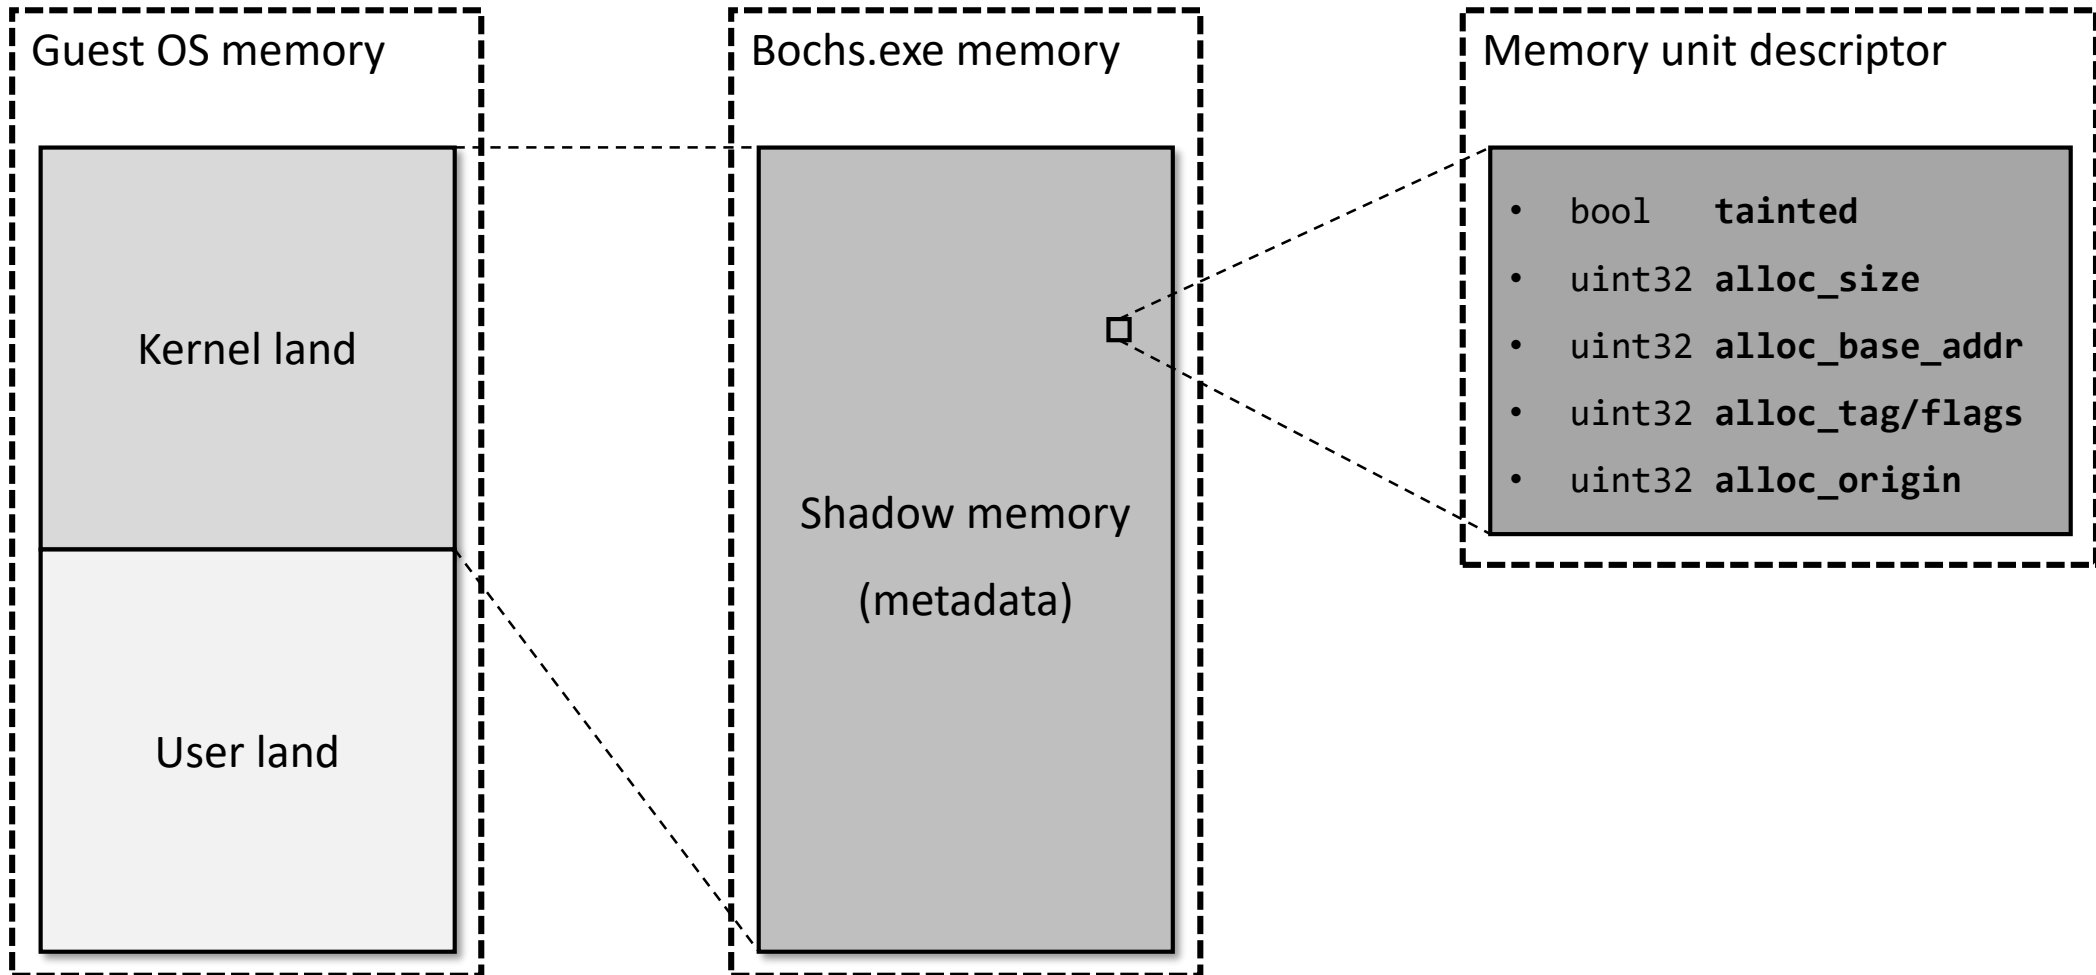 Guest OS memory
Kernel land
User land
Bochs.exe memory
Shadow memory
(metadata)
Memory unit descriptor
• bool tainted
• uint32 alloc_size
• uint32 alloc_base_addr
• uint32 alloc_tag/flags
• uint32 alloc_origin